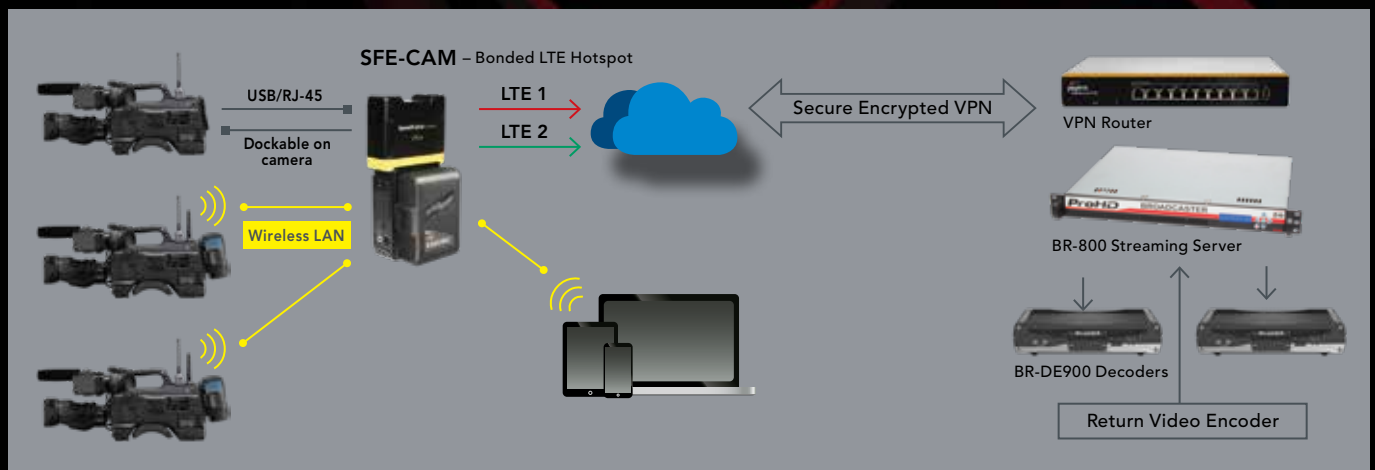 SFE-CAM – Bonded LTE Hotspot
USB/RJ-45
Dockable on
camera
Wireless LAN
LTE 1
LTE 2
Secure Encrypted VPN
VPN Router
ProHD BROADCASTER
BR-800 Streaming Server
BR-DE900 Decoders
Return Video Encoder